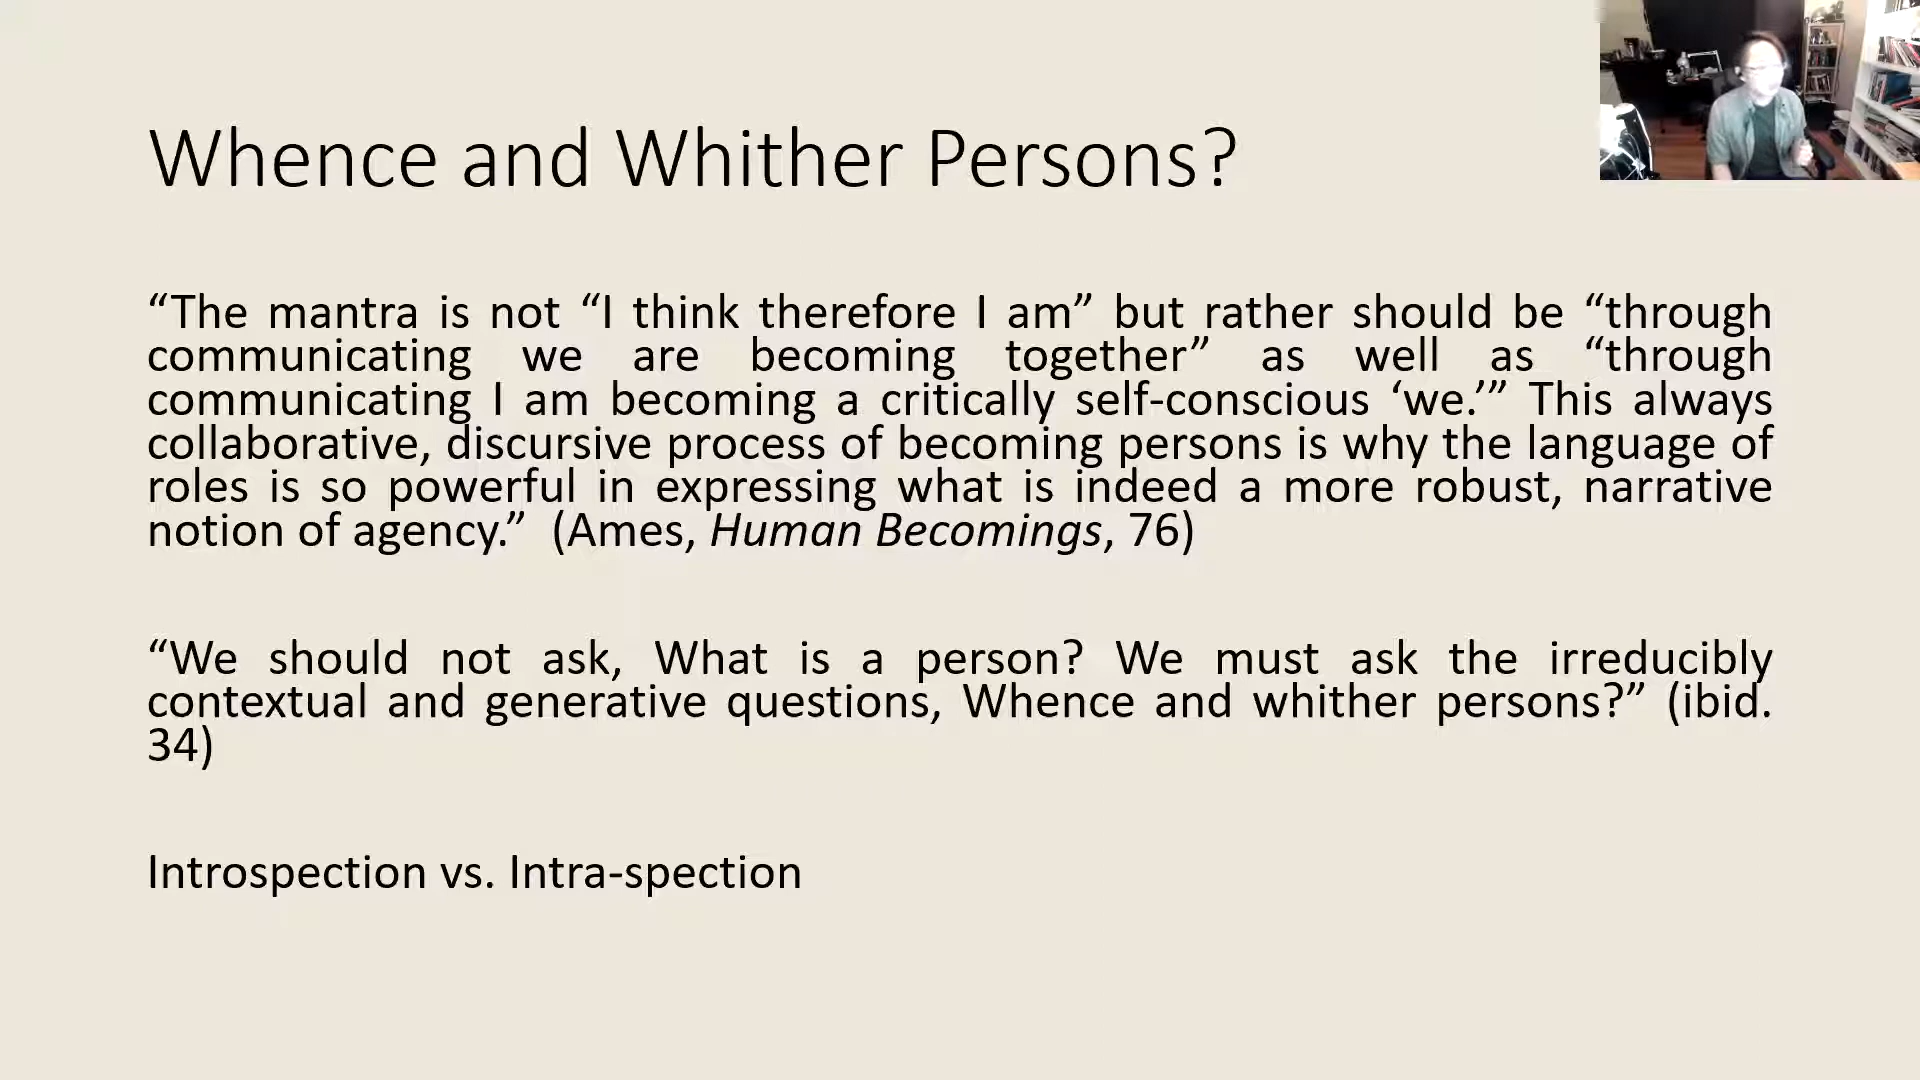 Whence and Whither Persons?
“The mantra is not “I think therefore I am” but rather should be “through
communicating we are becoming together” as well as “through
communicating I am becoming a critically self-conscious ‘we.’” This always
collaborative, discursive process of becoming persons is why the language of
roles is so powerful in expressing what is indeed a more robust, narrative
notion of agency.” (Ames, Human Becomings, 76)
“We should not ask, What is a person? We must ask the irreducibly
contextual and generative questions, Whence and whither persons?” (ibid.
34)
Introspection vs. Intra-spection